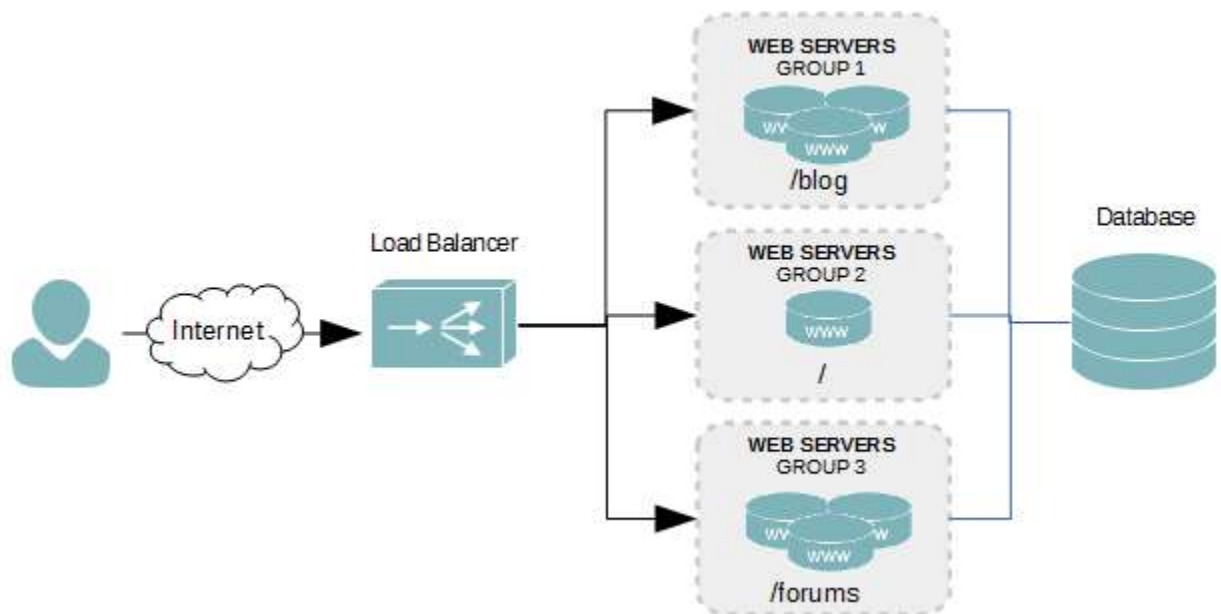 WEB SERVERS
GROUP 1
WWW
/blog
Load Balancer
Internet
WEB SERVERS
GROUP 2
WWW
/
Database
WEB SERVERS
GROUP 3
WWW
/forums